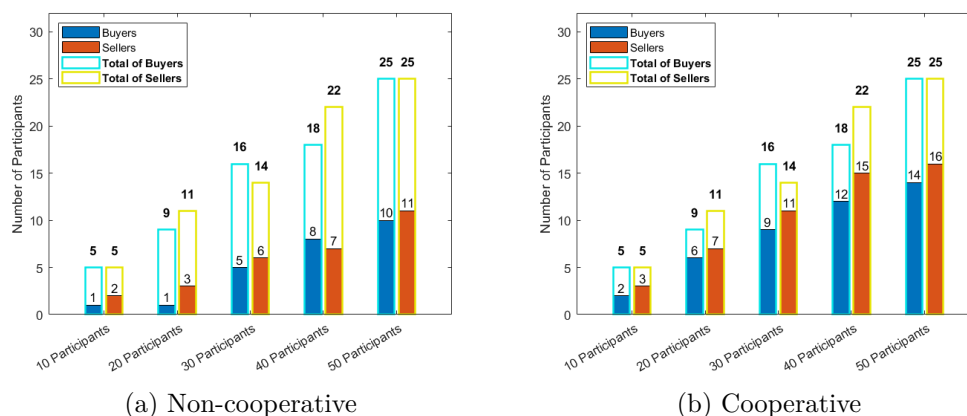 Number of Participants
30
25
20
15
10
5
0
Buyers
Sellers
Total of Buyers
Total of Sellers
5
5
1
2
9
11
1
3
16
14
5
6
18
22
8
7
25
25
10
11
10 Participants
20 Participants
30 Participants
40 Participants
50 Participants
(a) Non-cooperative
Number of Participants
30
25
20
15
10
5
0
Buyers
Sellers
Total of Buyers
Total of Sellers
5
5
2
3
9
11
6
7
16
14
9
11
18
22
12
15
25
25
14
16
10 Participants
20 Participants
30 Participants
40 Participants
50 Participants
(b) Cooperative